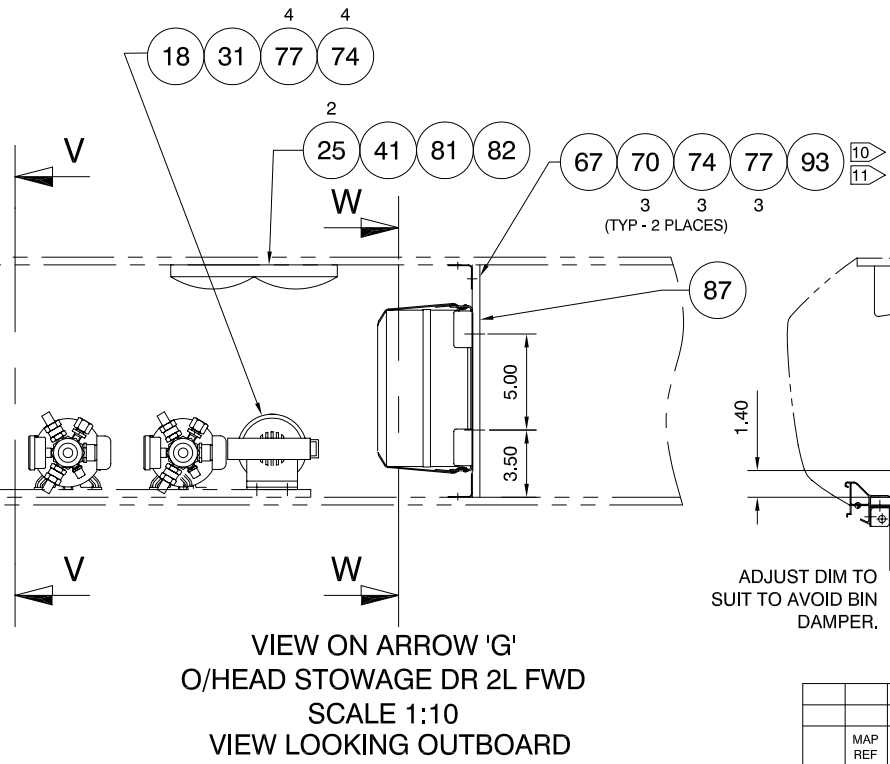 4 4
18 31 77 74
2
25 41 81 82
67 70 74 77 93 10
11
3 3 3
(TYP - 2 PLACES)
V
W
87
5.00
3.50
1.40
V
W
ADJUST DIM TO
SUIT TO AVOID BIN
DAMPER.
VIEW ON ARROW 'G'
O/HEAD STOWAGE DR 2L FWD
SCALE 1:10
VIEW LOOKING OUTBOARD
MAP
REF